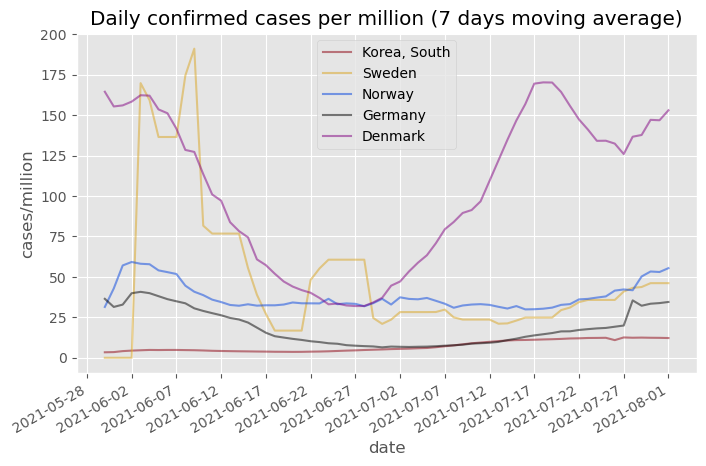 Daily confirmed cases per million (7 days moving average)
200
175
150
125
100
75
50
25
0
cases/million
Korea, South
Sweden
Norway
Germany
Denmark
2021-05-28
2021-06-02
2021-06-07
2021-06-12
2021-06-17
2021-06-22
2021-06-27
2021-07-02
2021-07-07
2021-07-12
2021-07-17
2021-07-22
2021-07-27
2021-08-01
date